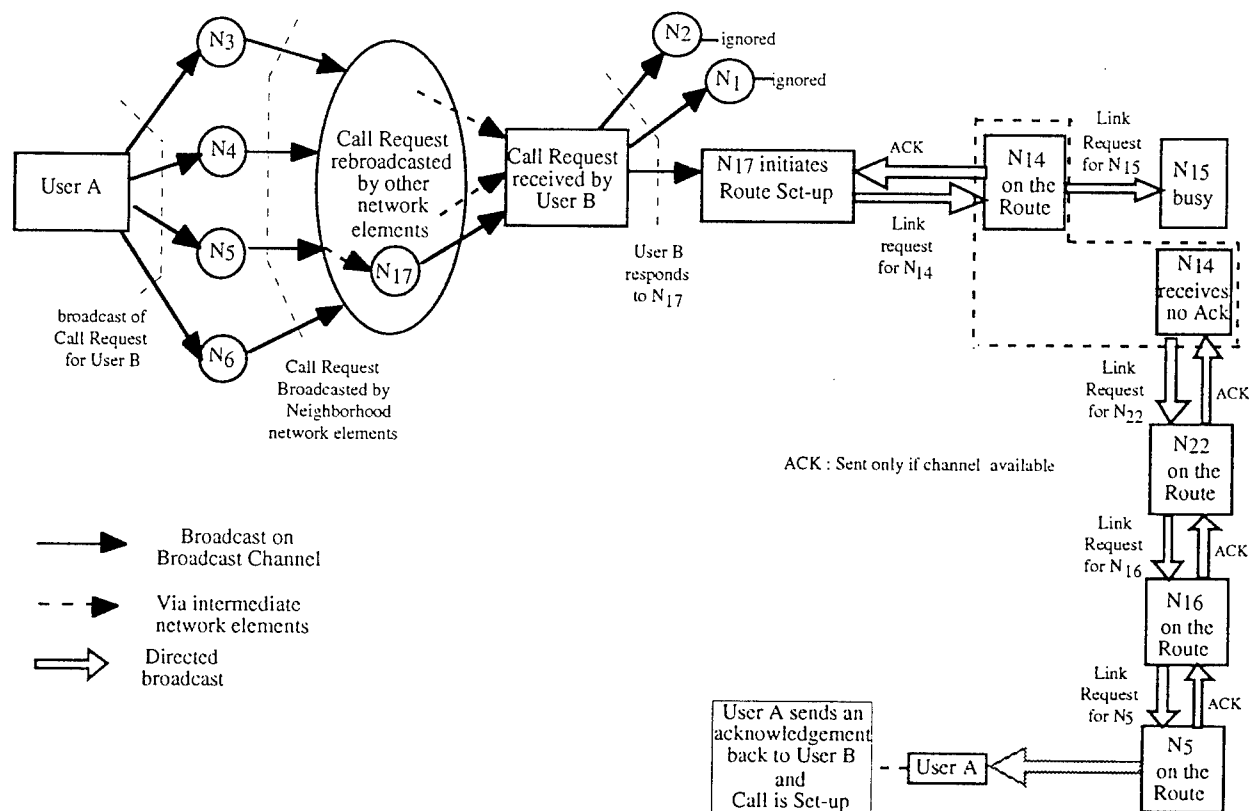 N3
N2
ignored
N1
ignored
User A
N4
N5
N6
Call Request
rebroadcasted
by other
network
elements
N17
Call Request
received by
User B
N17 initiates
Route Set-up
ACK
Link
request
for N14
N14
on the
Route
Link
Request
for N15
N15
busy
User B
responds
to N17
N14
receives
no Ack
broadcast of
Call Request
for User B
Call Request
Broadcasted by
Neighborhood
network elements
Link
Request
for N22
ACK
ACK : Sent only if channel available
N22
on the
Route
Link
Request
for N16
ACK
N16
on the
Route
Link
Request
for N5
ACK
N5
on the
Route
User A
User A sends an
acknowledgement
back to User B
and
Call is Set-up
Broadcast on
Broadcast Channel
Via intermediate
network elements
Directed
broadcast